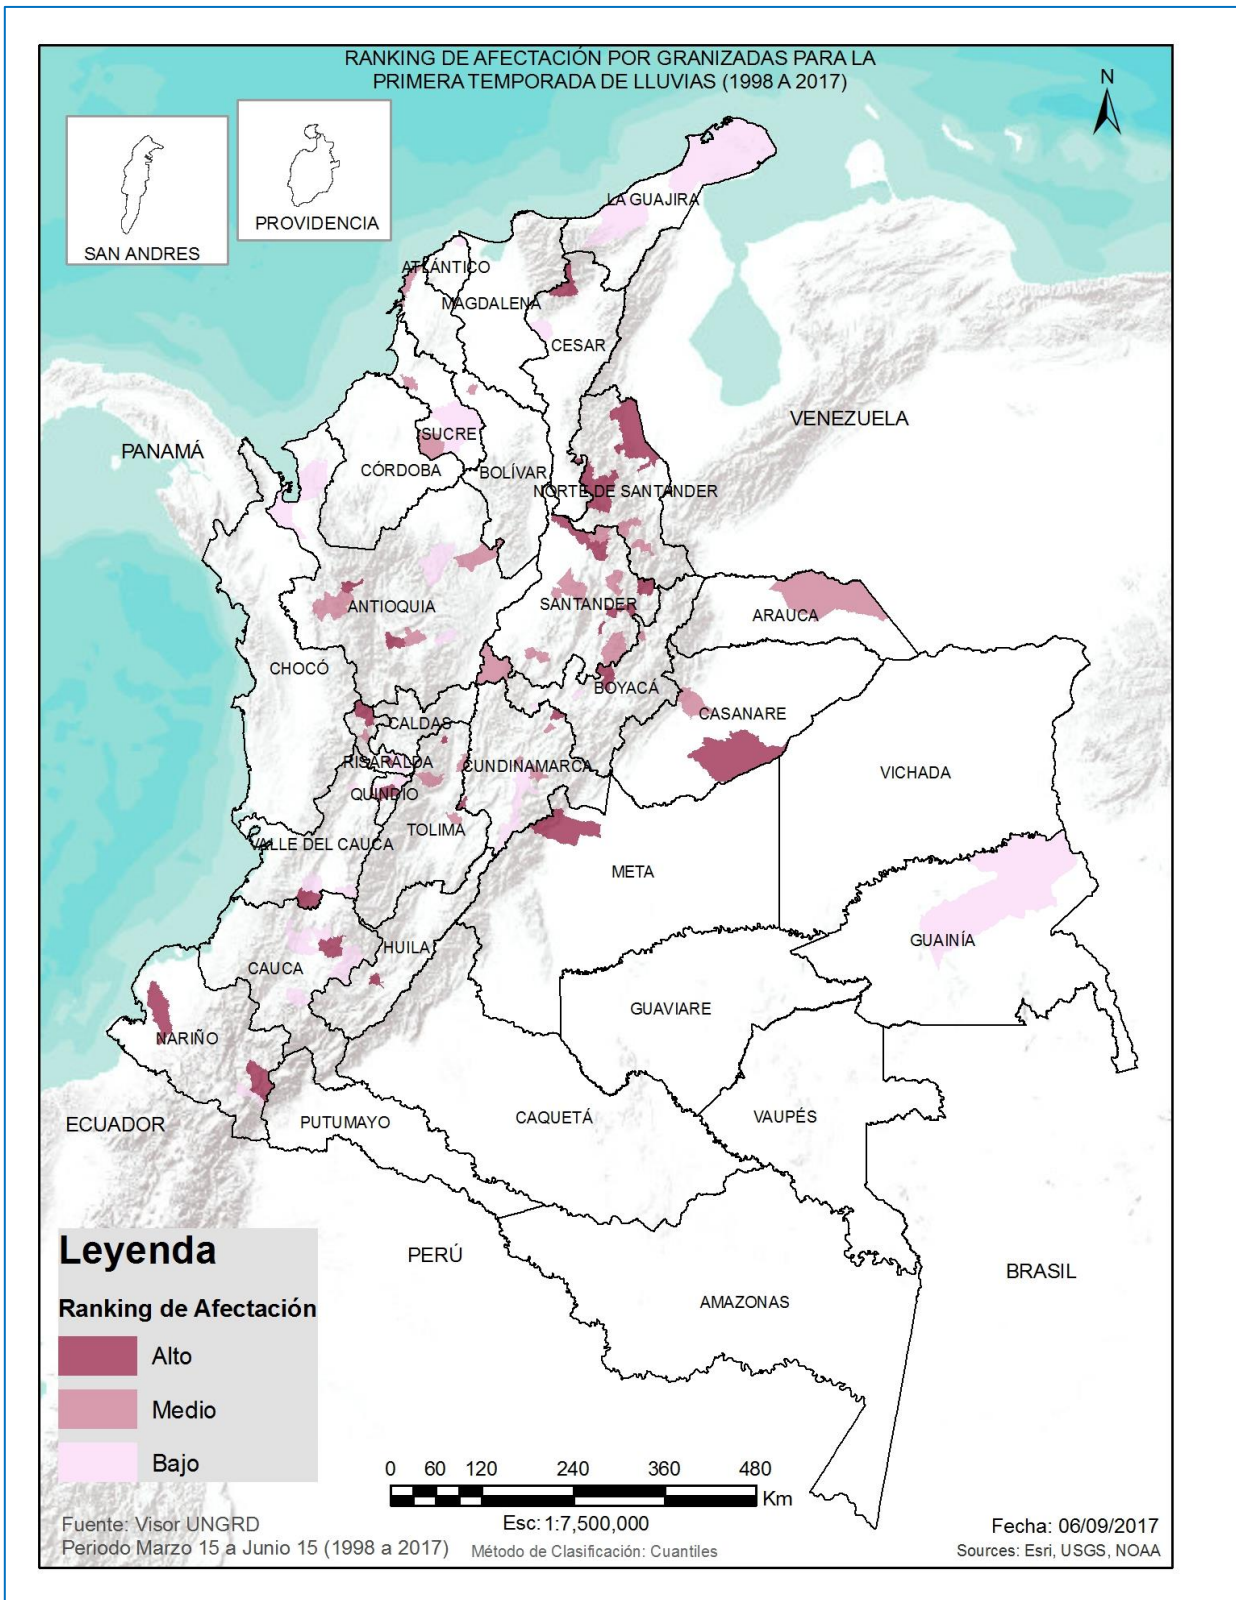 RANKING DE AFECTACIÓN POR GRANIZADAS PARA LA
PRIMERA TEMPORADA DE LLUVIAS (1998 A 2017)
N
SAN ANDRES
PROVIDENCIA
LA GUAJIRA
ATLÁNTICO
MAGDALENA
CESAR
VENEZUELA
PANAMÁ
SUCRE
CÓRDOBA
BOLÍVAR
NORTE DE SANTANDER
ANTIOQUIA
SANTANDER
ARAUCA
CHOCÓ
BOYACÁ
CASANARE
CALDAS
RISARALDA
CUNDINAMARCA
VICHADA
QUINDIO
TOLIMA
VALLE DEL CAUCA
META
GUAINÍA
HUILA
CAUCA
GUAVIARE
NARIÑO
ECUADOR
PUTUMAYO
CAQUETÁ
VAUPÉS
PERÚ
BRASIL
AMAZONAS
Leyenda
Ranking de Afectación
Alto
Medio
Bajo
0 60 120 240 360 480
Km
Esc: 1:7,500,000
Fuente: Visor UNGRD
Periodo Marzo 15 a Junio 15 (1998 a 2017)
Método de Clasificación: Cuantiles
Fecha: 06/09/2017
Sources: Esri, USGS, NOAA